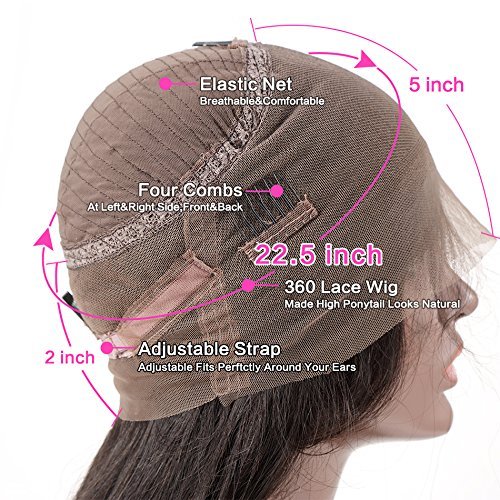 Elastic Net
Breathable&Comfortable
5 inch
Four Combs
At Left&Right Side,Front&Back
22.5 inch
360 Lace Wig
Made High Ponytail Looks Natural
2 inch
Adjustable Strap
Adjustable Fits Perftctly Around Your Ears